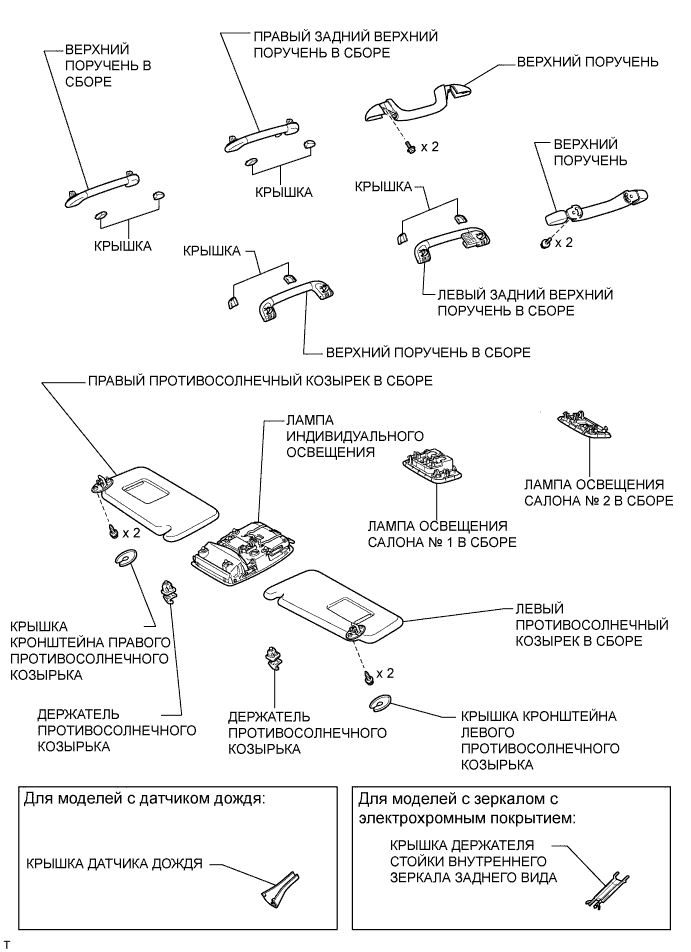 ВЕРХНИЙ
ПОРУЧЕНЬ В
СБОРЕ
ПРАВЫЙ ЗАДНИЙ ВЕРХНИЙ
ПОРУЧЕНЬ В СБОРЕ
ВЕРХНИЙ ПОРУЧЕНЬ
x 2
ВЕРХНИЙ
ПОРУЧЕНЬ
КРЫШКА
КРЫШКА
КРЫШКА
x 2
КРЫШКА
ЛЕВЫЙ ЗАДНИЙ ВЕРХНИЙ
ПОРУЧЕНЬ В СБОРЕ
ВЕРХНИЙ ПОРУЧЕНЬ В СБОРЕ
ПРАВЫЙ ПРОТИВОСОЛНЕЧНЫЙ КОЗЫРЕК В СБОРЕ
ЛАМПА
ИНДИВИДУАЛЬНОГО
ОСВЕЩЕНИЯ
ЛАМПА ОСВЕЩЕНИЯ
САЛОНА № 2 В СБОРЕ
ЛАМПА ОСВЕЩЕНИЯ
САЛОНА № 1 В СБОРЕ
x 2
КРЫШКА
КРОНШТЕЙНА ПРАВОГО
ПРОТИВОСОЛНЕЧНОГО
КОЗЫРЬКА
ЛЕВЫЙ
ПРОТИВОСОЛНЕЧНЫЙ
КОЗЫРЕК В СБОРЕ
x 2
ДЕРЖАТЕЛЬ
ПРОТИВОСОЛНЕЧНОГО
КОЗЫРЬКА
ДЕРЖАТЕЛЬ
ПРОТИВОСОЛНЕЧНОГО
КОЗЫРЬКА
КРЫШКА КРОНШТЕЙНА
ЛЕВОГО
ПРОТИВОСОЛНЕЧНОГО
КОЗЫРЬКА
Для моделей с датчиком дождя:
КРЫШКА ДАТЧИКА ДОЖДЯ
Для моделей с зеркалом с
электрохромным покрытием:
КРЫШКА ДЕРЖАТЕЛЯ
СТОЙКИ ВНУТРЕННЕГО
ЗЕРКАЛА ЗАДНЕГО ВИДА
T